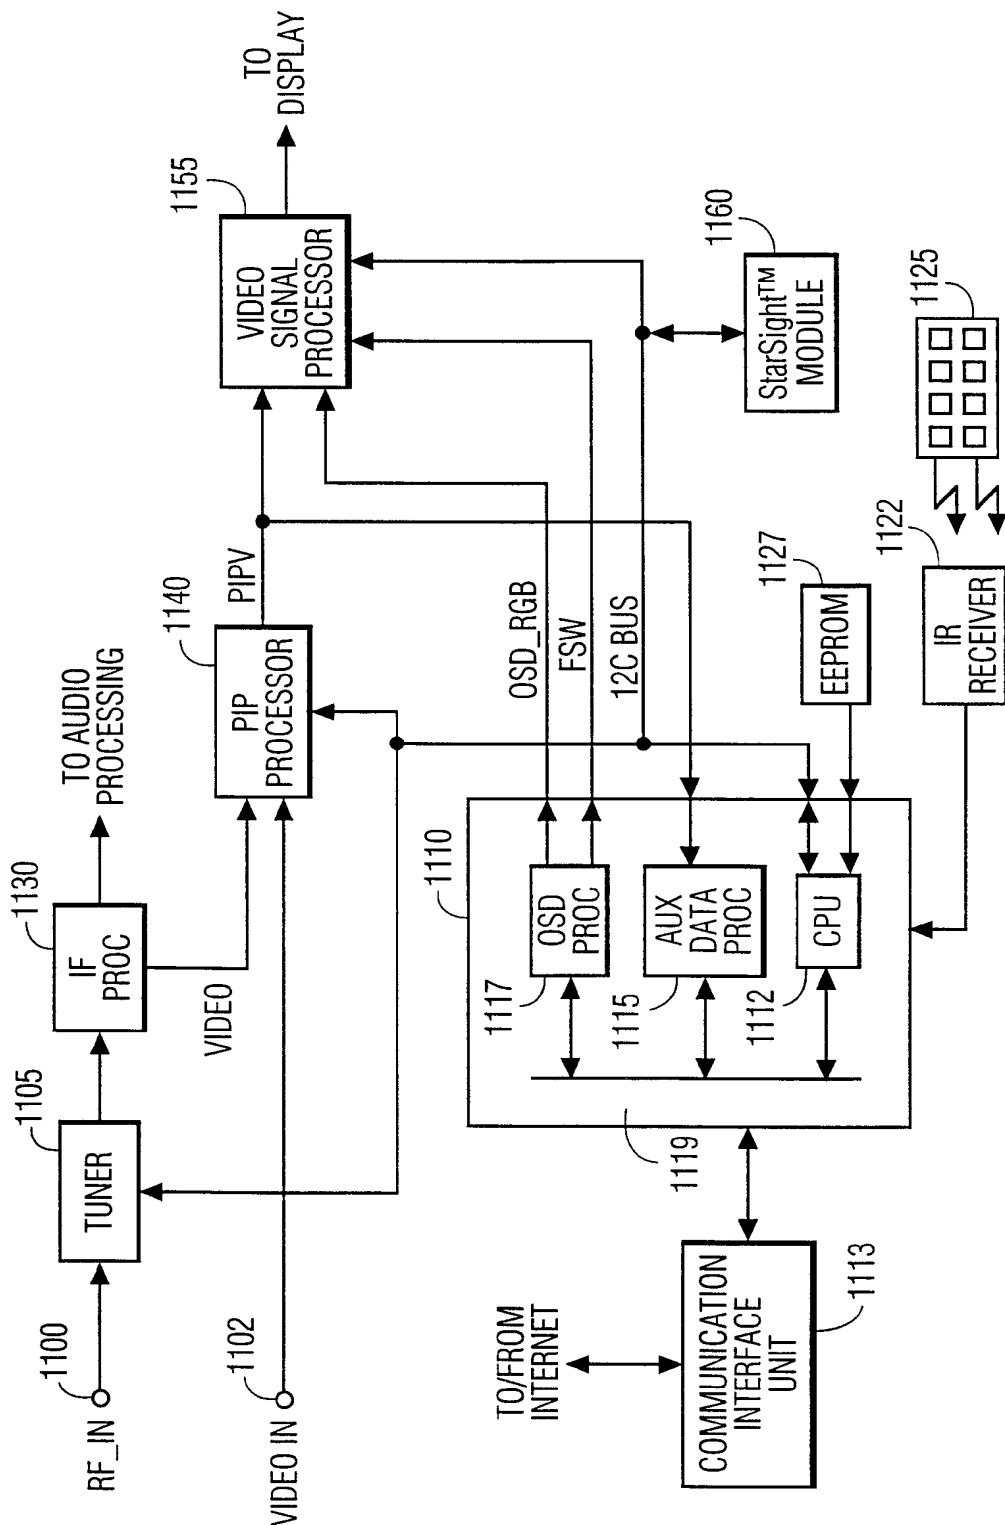 RF_IN
1100
TUNER
1105
IF
PROC
1130
TO AUDIO
PROCESSING
VIDEO
VIDEO IN
1102
PIP
PROCESSOR
1140
PIPV
VIDEO
SIGNAL
PROCESSOR
1155
TO
DISPLAY
OSD_RGB
FSW
12C BUS
1110
OSD
PROC
1117
AUX
DATA
PROC
1115
CPU
1112
1119
TO/FROM
INTERNET
COMMUNICATION
INTERFACE
UNIT
1113
StarSight™
MODULE
1160
EEPROM
1127
IR
RECEIVER
1122
1125